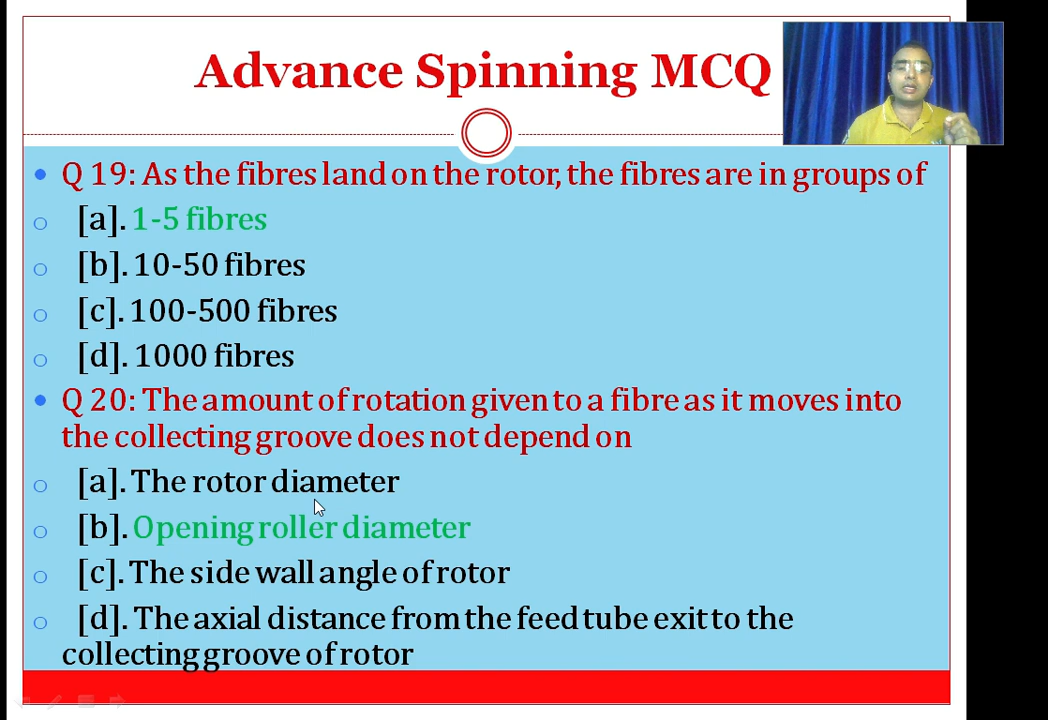 Advance Spinning MCQ
Q 19: As the fibres land on the rotor, the fibres are in groups of
[a]. 1-5 fibres
[b]. 10-50 fibres
[c]. 100-500 fibres
[d]. 1000 fibres
Q 20: The amount of rotation given to a fibre as it moves into
the collecting groove does not depend on
[a]. The rotor diameter
[b]. Opening roller diameter
[c]. The side wall angle of rotor
[d]. The axial distance from the feed tube exit to the
collecting groove of rotor